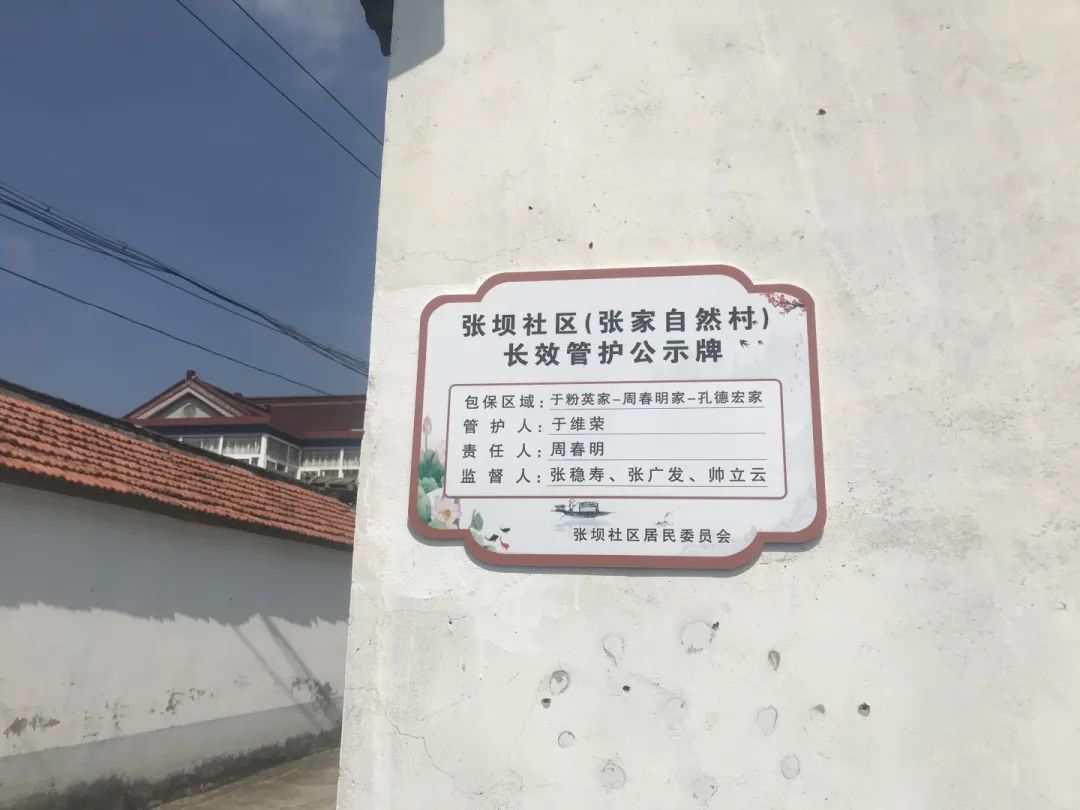 张坝社区(张家自然村)
长效管护公示牌
包保区域：于粉英家-周春明家-孔德宏家
管护人：于维荣
责任人：周春明
监督人：张稳寿、张广发、帅立云
张坝社区居民委员会